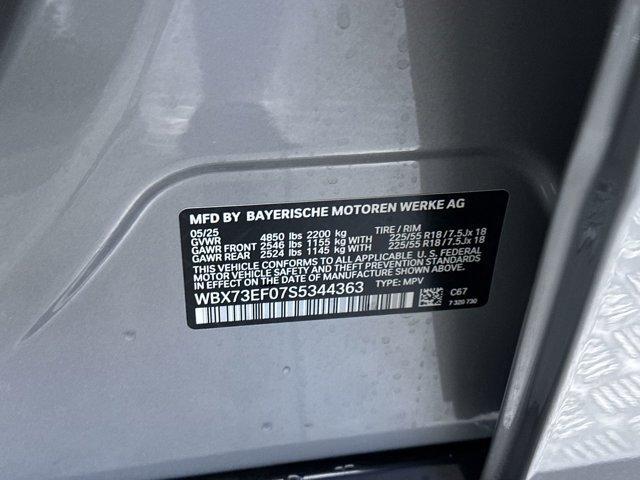 MFD BY BAYERISCHE MOTOREN WERKE AG
05/25 TIRE / RIM
GVWR 4850 lbs 2200 kg
GAWR FRONT 2546 lbs 1155 kg WITH 225/55 R18 / 7.5Jx 18
GAWR REAR 2524 lbs 1145 kg WITH 225/55 R18 / 7.5Jx 18
THIS VEHICLE CONFORMS TO ALL APPLICABLE U. S. FEDERAL
MOTOR VEHICLE SAFETY AND THEFT PREVENTION STANDARDS
IN EFFECT ON THE DATE OF MANUFACTURE SHOWN ABOVE.
WBX73EF07S5344363 TYPE: MPV
C67
7 320 730